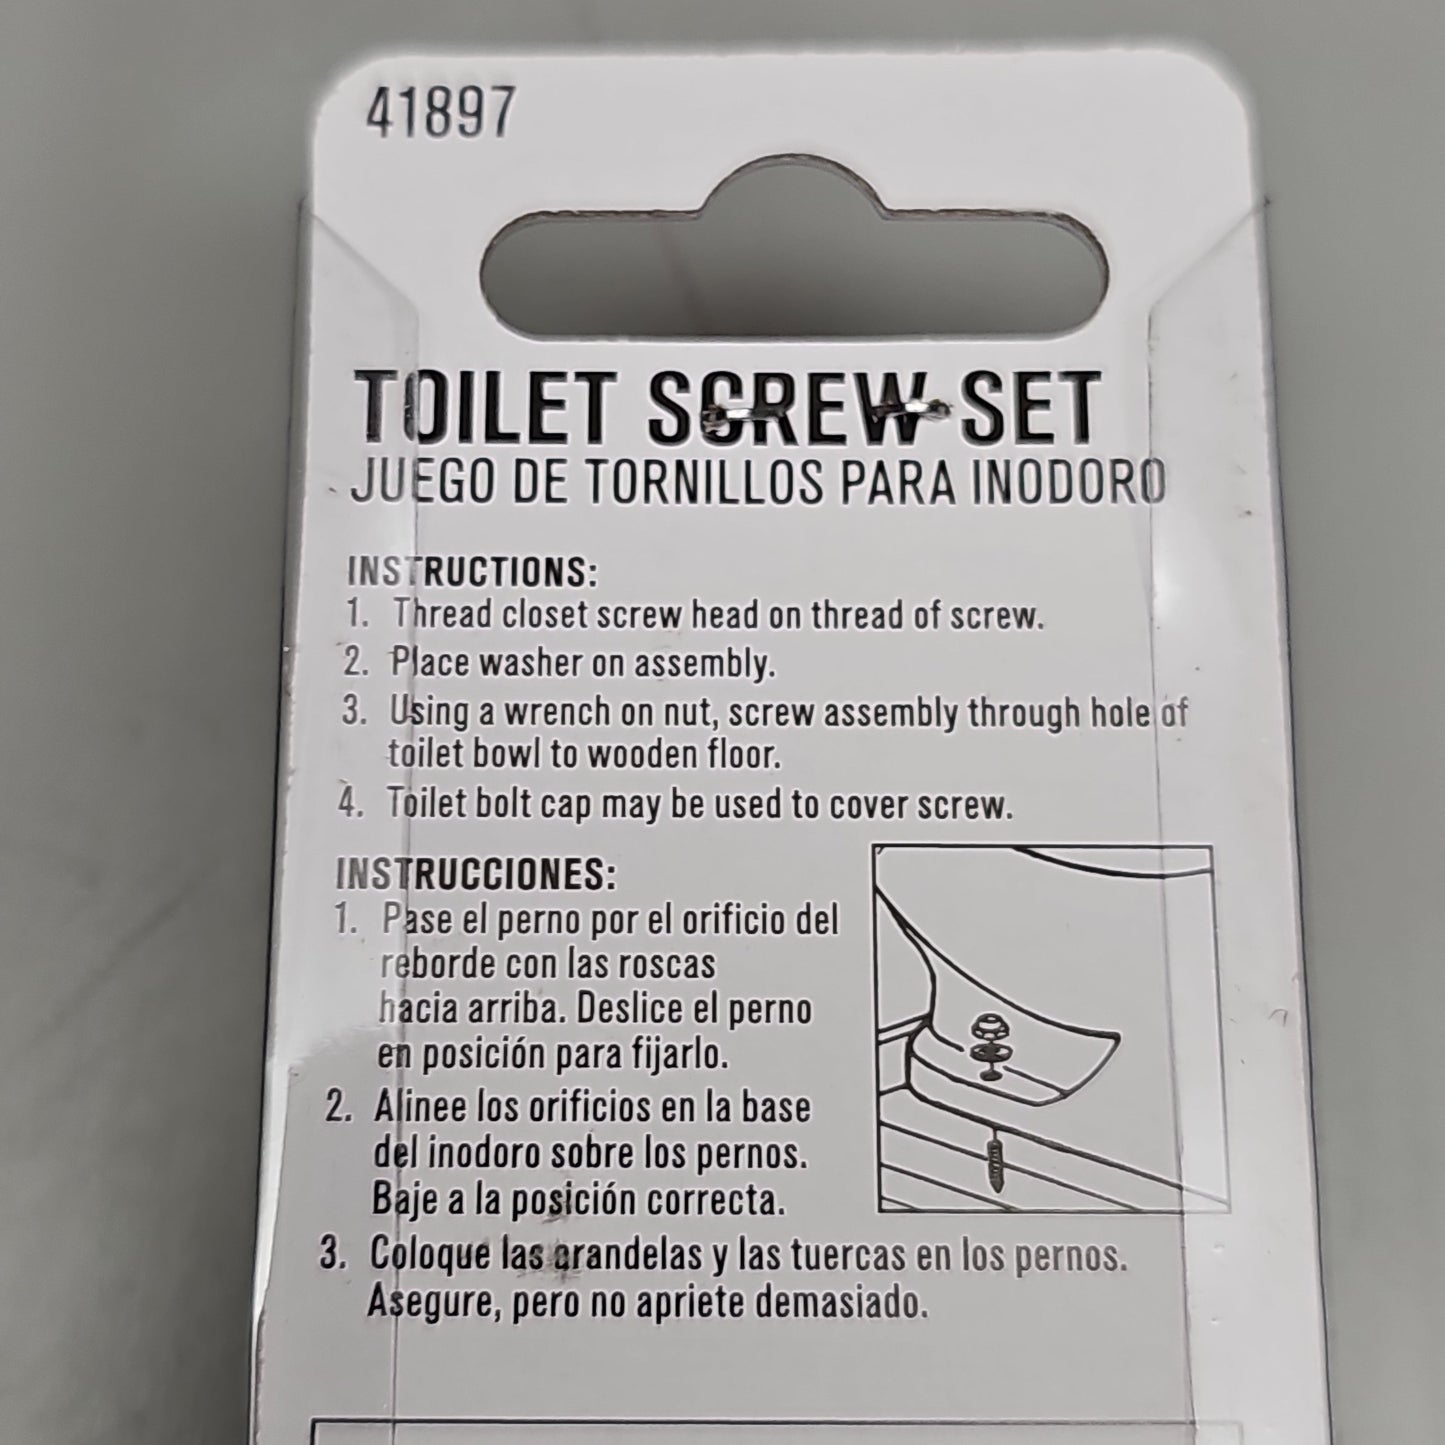 41897
TOILET SCREW SET
JUEGO DE TORNILLOS PARA INODORO
INSTRUCTIONS:
1. Thread closet screw head on thread of screw.
2. Place washer on assembly.
3. Using a wrench on nut, screw assembly through hole of
toilet bowl to wooden floor.
4. Toilet bolt cap may be used to cover screw.
INSTRUCCIONES:
1. Pase el perno por el orificio del
reborde con las roscas
hacia arriba. Deslice el perno
en posición para fijarlo.
2. Alinee los orificios en la base
del inodoro sobre los pernos.
Baje a la posición correcta.
3. Coloque las arandelas y las tuercas en los pernos.
Asegure, pero no apriete demasiado.